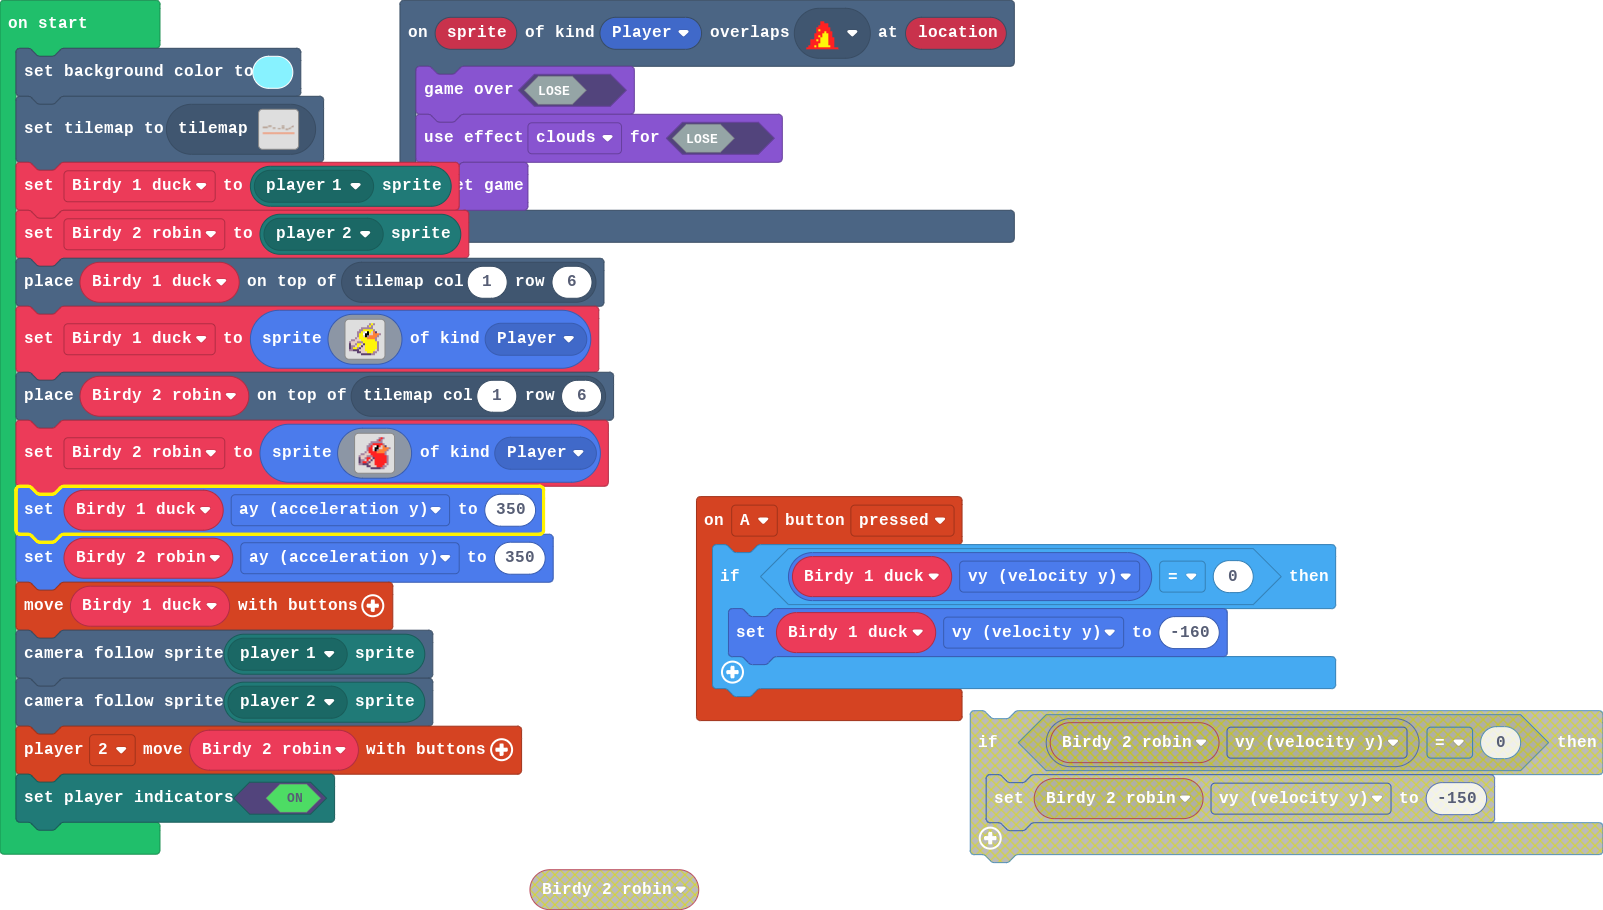 on start
set background color to
set tilemap to tilemap
set Birdy 1 duck to player 1 sprite
set Birdy 2 robin to player 2 sprite
place Birdy 1 duck on top of tilemap col 1 row 6
set Birdy 1 duck to sprite of kind Player
place Birdy 2 robin on top of tilemap col 1 row 6
set Birdy 2 robin to sprite of kind Player
set Birdy 1 duck ay (acceleration y) to 350
set Birdy 2 robin ay (acceleration y) to 350
move Birdy 1 duck with buttons
camera follow sprite player 1 sprite
camera follow sprite player 2 sprite
player 2 move Birdy 2 robin with buttons
set player indicators ON
on sprite of kind Player overlaps at location
game over LOSE
use effect clouds for LOSE
et game
on A button pressed
if Birdy 1 duck vy (velocity y) = 0 then
set Birdy 1 duck vy (velocity y) to -160
if Birdy 2 robin vy (velocity y) = 0 then
set Birdy 2 robin vy (velocity y) to -150
Birdy 2 robin